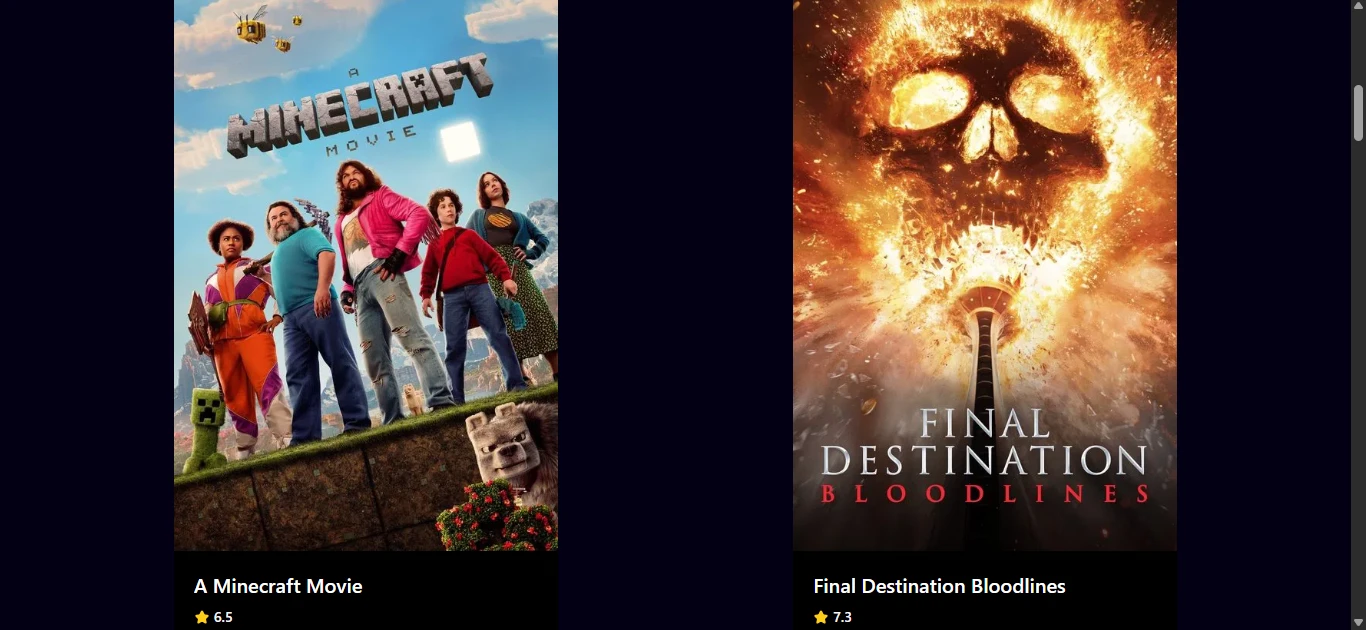 A
MINECRAFT
MOVIE
FINAL
DESTINATION
BLOODLINES
A Minecraft Movie
Final Destination Bloodlines
6.5
7.3